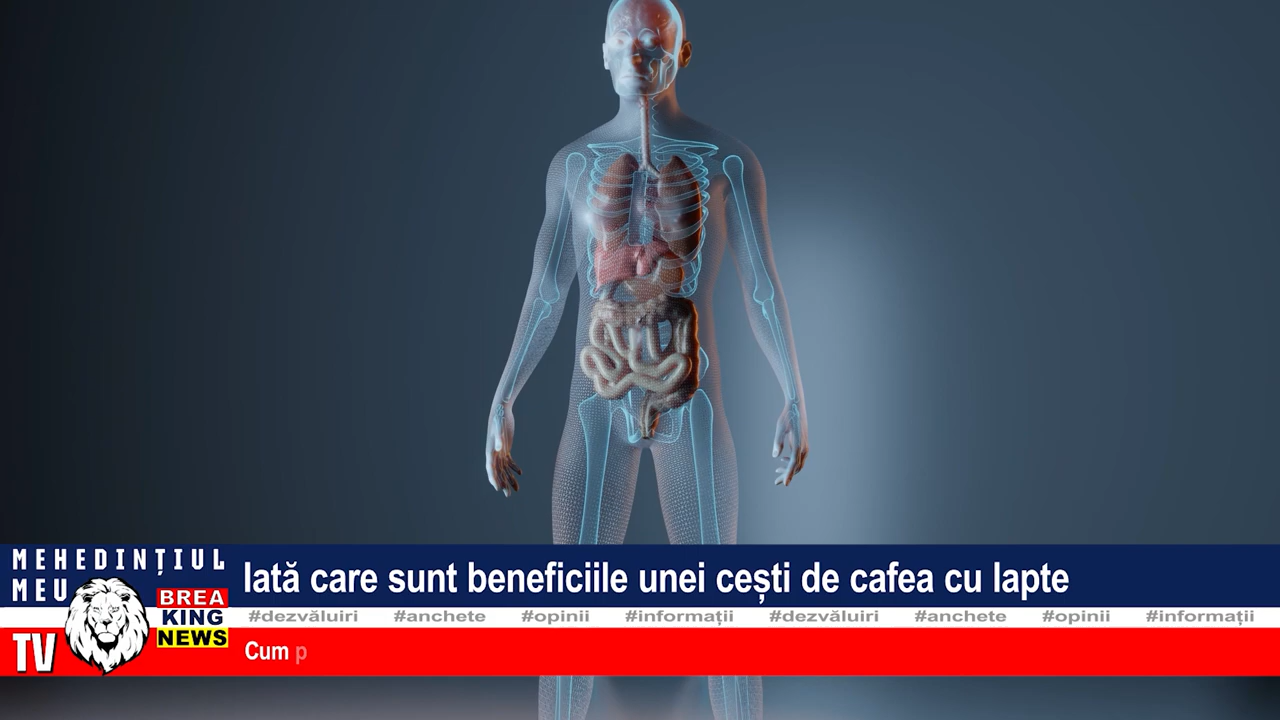 MEHEDINȚIUL
MEU
TV
BREA
KING
NEWS
Iată care sunt beneficiile unei cești de cafea cu lapte
#dezvăluiri #anchete #opinii #informații #dezvăluiri #anchete #opinii #informații
Cum p